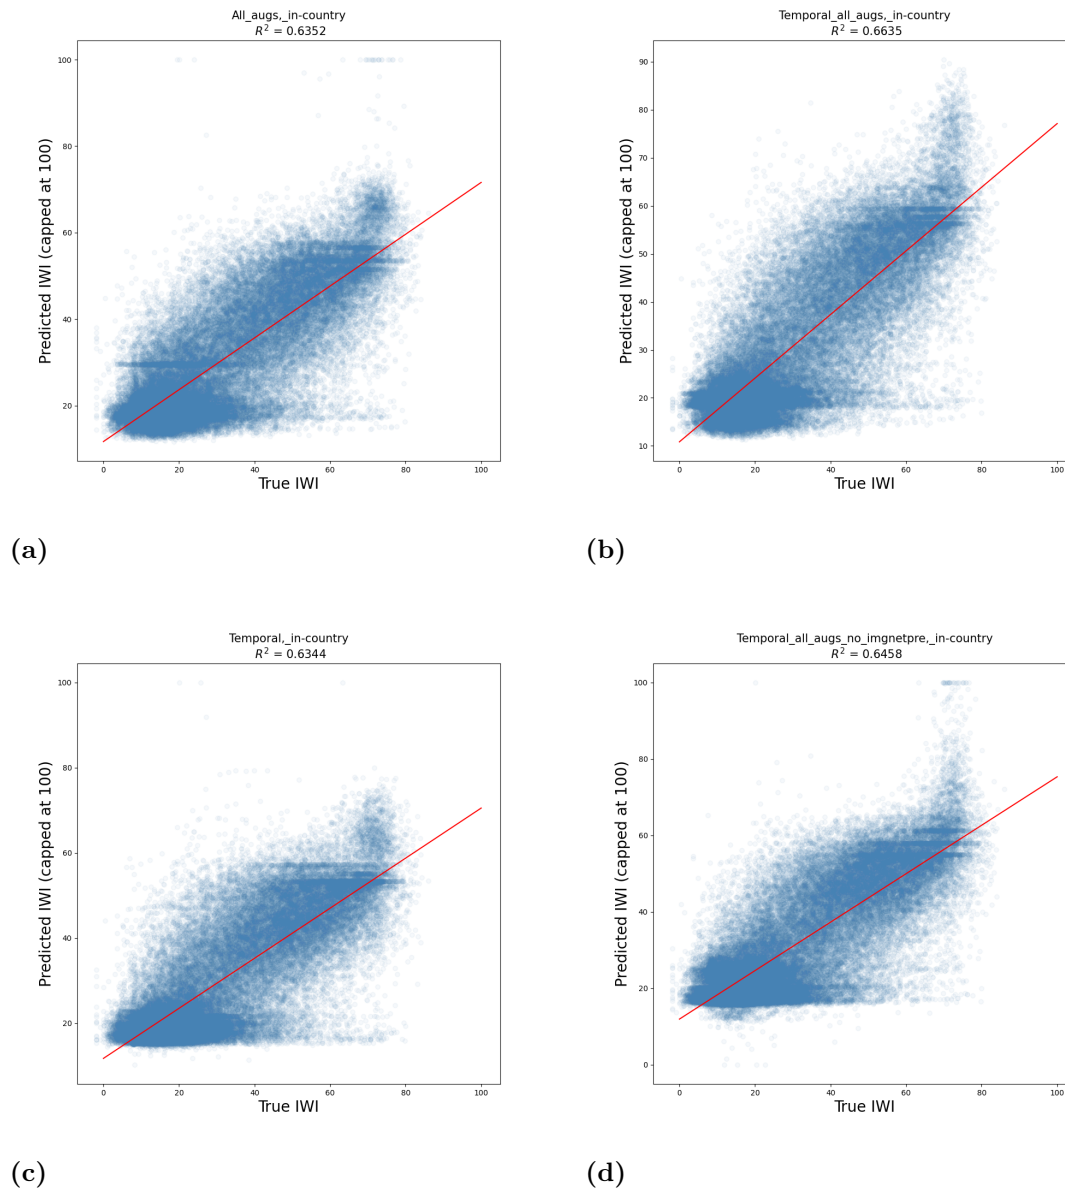 All_augs,_in-country
R² = 0.6352
Predicted IWI (capped at 100)
100
80
60
40
20
0 20 40 60 80 100
True IWI
(a)
Temporal_all_augs,_in-country
R² = 0.6635
Predicted IWI (capped at 100)
90
80
70
60
50
40
30
20
10
0 20 40 60 80 100
True IWI
(b)
Temporal,_in-country
R² = 0.6344
Predicted IWI (capped at 100)
100
80
60
40
20
0 20 40 60 80 100
True IWI
(c)
Temporal_all_augs_no_imgnetpre,_in-country
R² = 0.6458
Predicted IWI (capped at 100)
100
80
60
40
20
0
0 20 40 60 80 100
True IWI
(d)